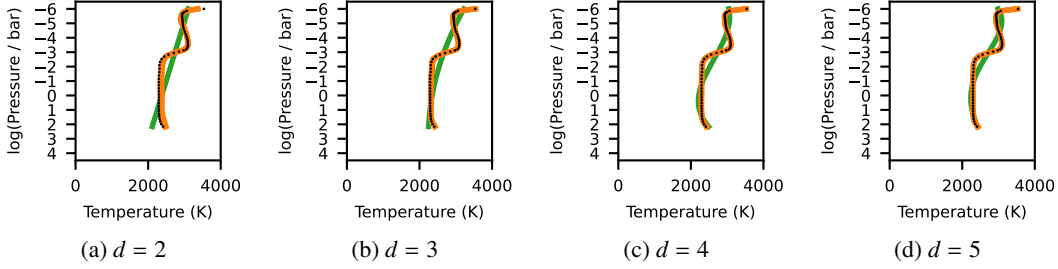 −6
−5
−4
−3
−2
−1
0
1
2
3
4
log(Pressure / bar)
0 2000 4000
Temperature (K)
(a) d = 2
−6
−5
−4
−3
−2
−1
0
1
2
3
4
log(Pressure / bar)
0 2000 4000
Temperature (K)
(b) d = 3
−6
−5
−4
−3
−2
−1
0
1
2
3
4
log(Pressure / bar)
0 2000 4000
Temperature (K)
(c) d = 4
−6
−5
−4
−3
−2
−1
0
1
2
3
4
log(Pressure / bar)
0 2000 4000
Temperature (K)
(d) d = 5